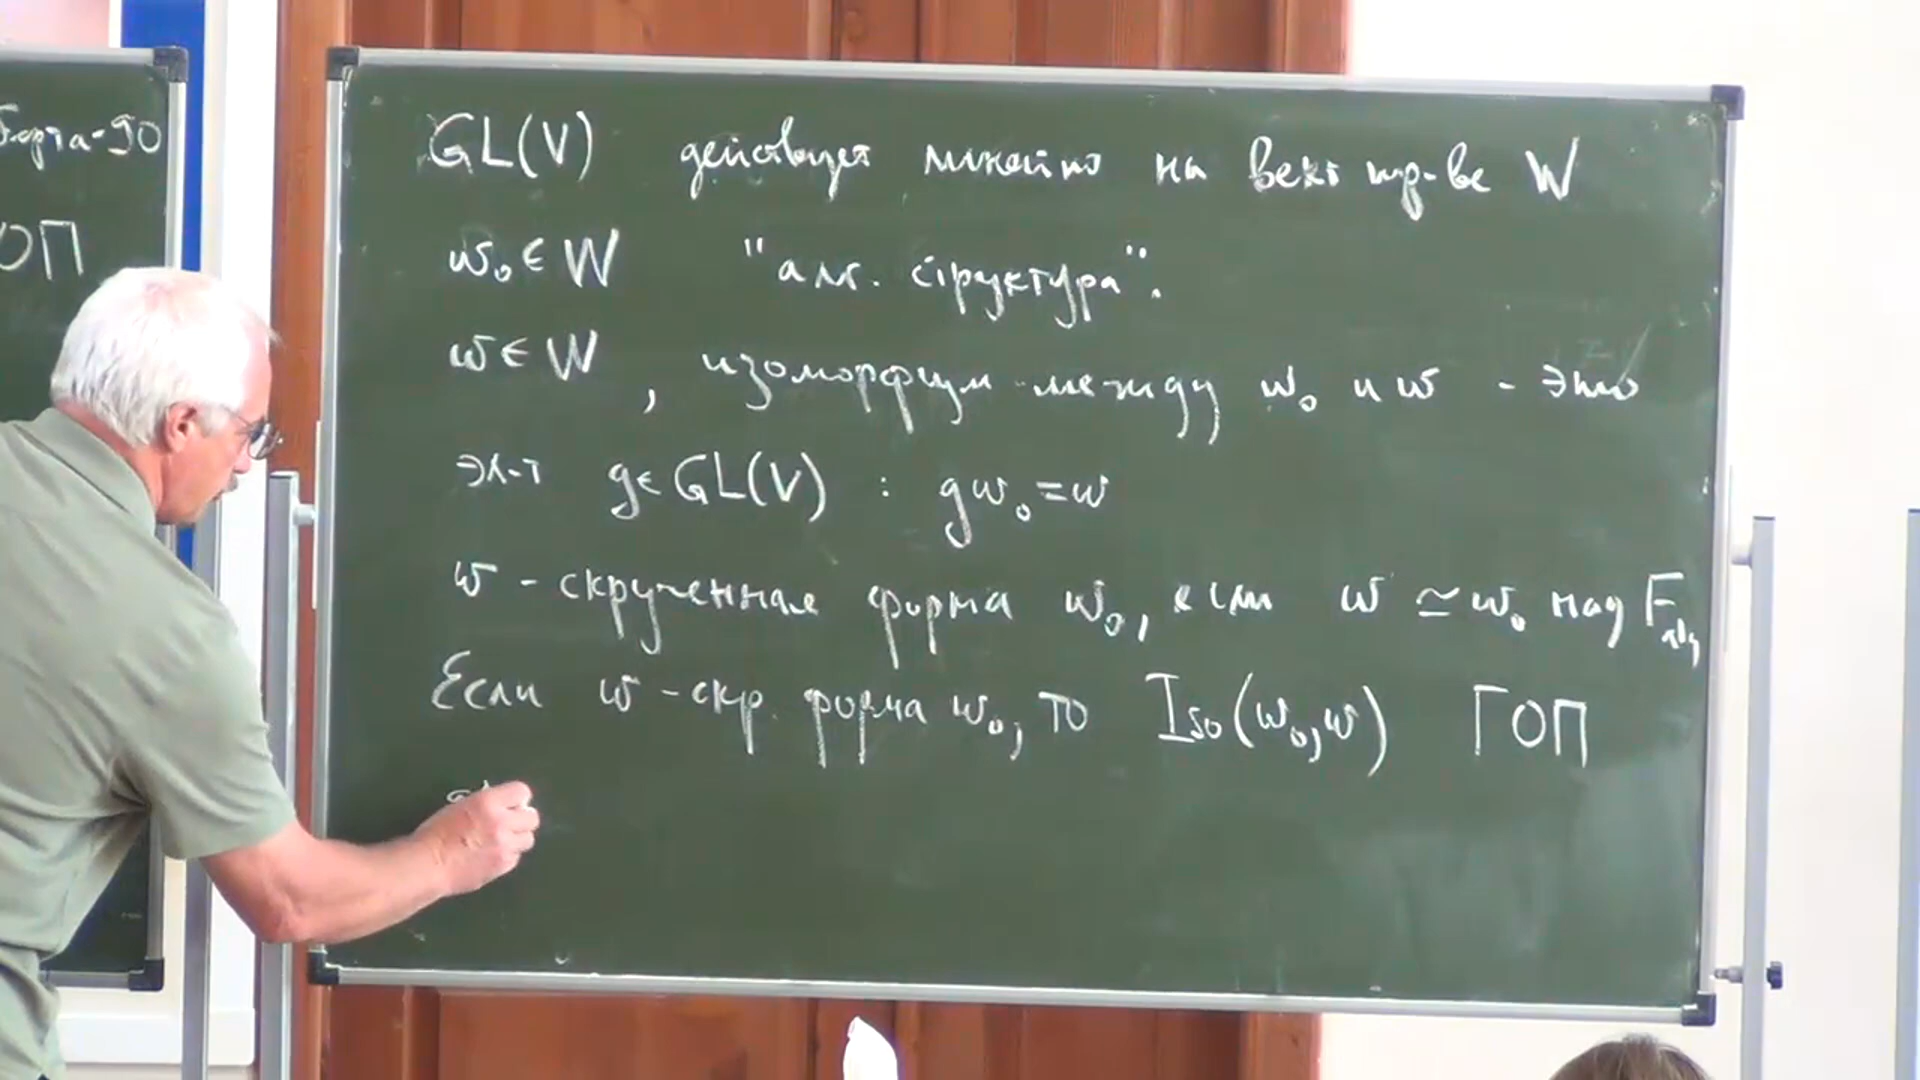 ОП
GL(V) действует линейно на вект пр-ве W
w₀ ∈ W "алг. структура".
w ∈ W, изоморфизм между w₀ и w - это
эл-т g ∈ GL(V) : gw₀ = w
w - скрученная форма w₀, если w ≃ w₀ над F_alg
Если w - скр. форма w₀, то Iso(w₀, w) ГОП